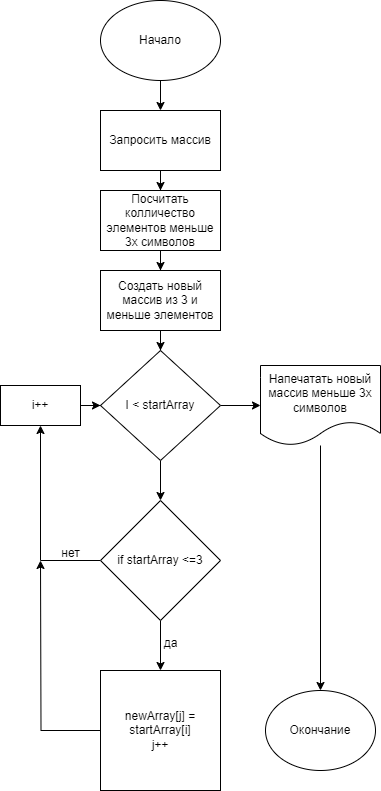 Начало
Запросить массив
Посчитать
колличество
элементов меньше
3х символов
Создать новый
массив из 3 и
меньше элементов
i++
I < startArray
Напечатать новый
массив меньше 3х
символов
нет
if startArray <=3
да
newArray[j] =
startArray[i]
j++
Окончание